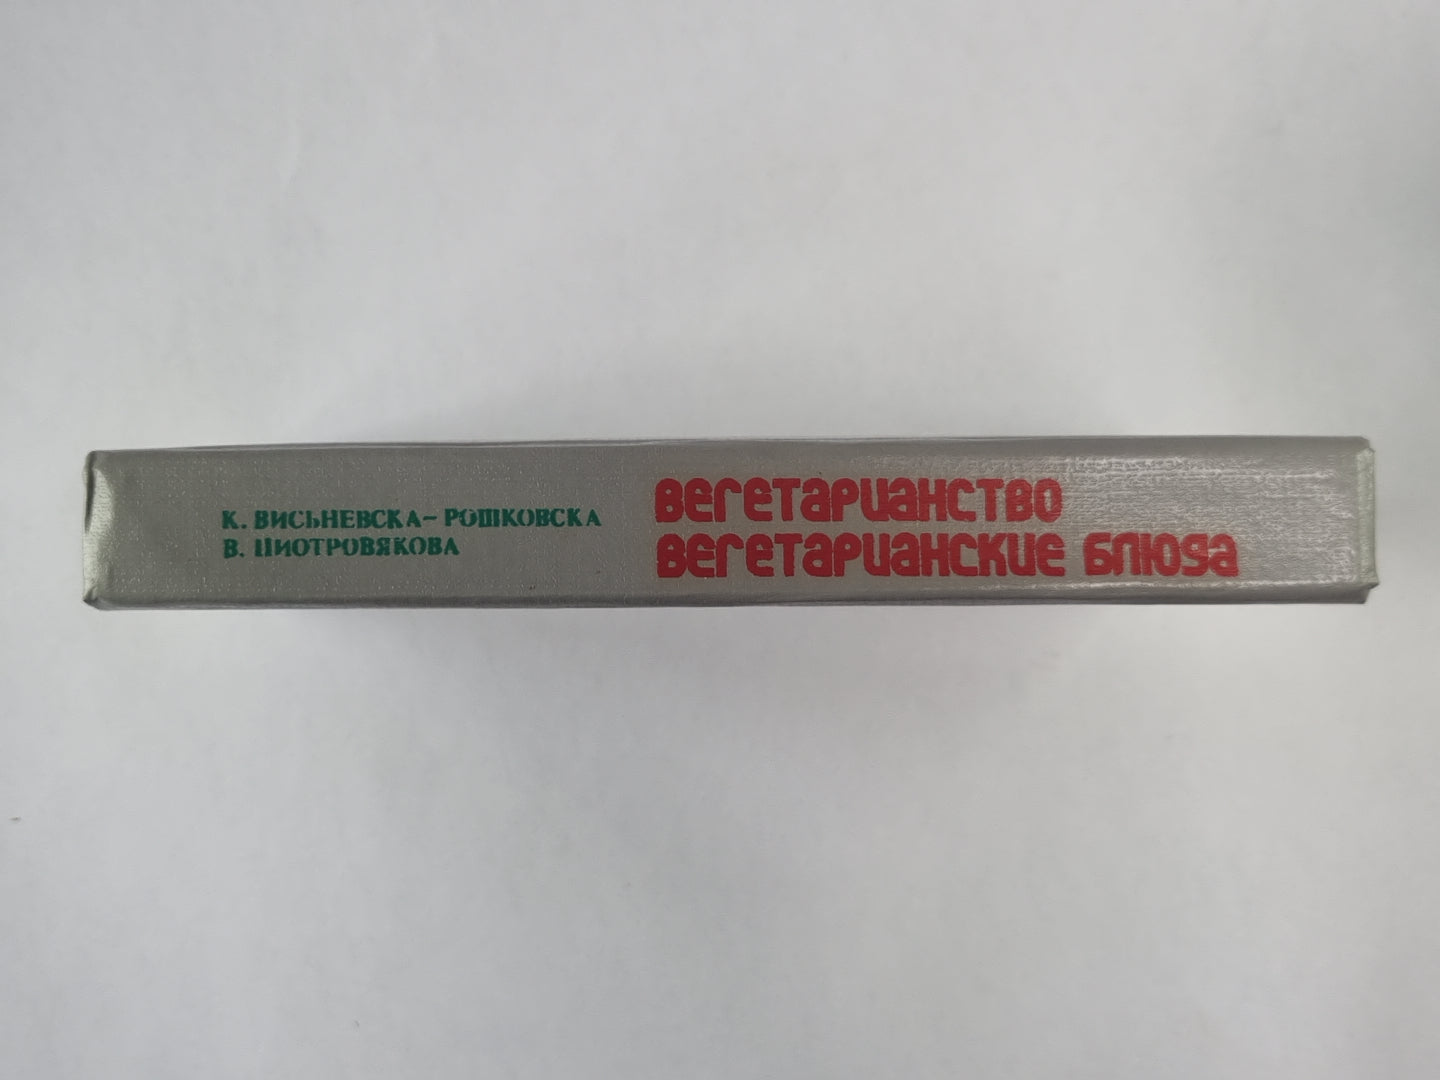 К. ВИСЬНЕВСКА-РОШКОВСКА
В. ПИОТРОВЯКОВА
ВЕГЕТАРИАНСТВО
ВЕГЕТАРИАНСКИЕ БЛЮДА